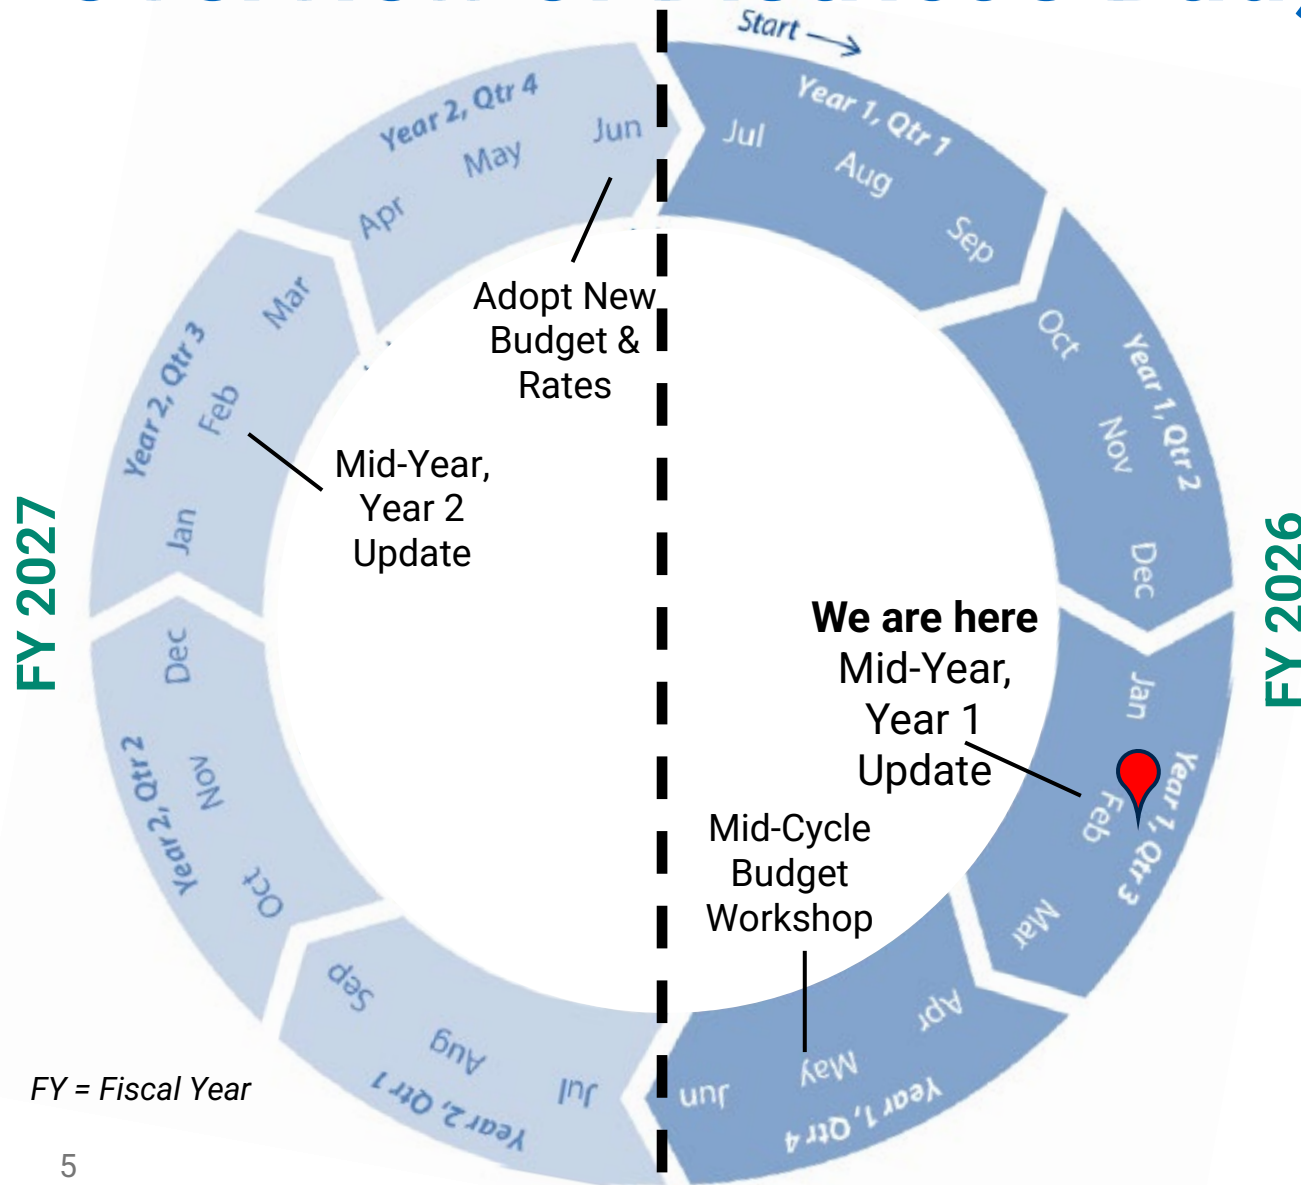 Start
Year 1, Qtr 1
Jul
Aug
Sep
Year 1, Qtr 2
Oct
Nov
Dec
FY 2026
Year 1, Qtr 3
Jan
Feb
Mar
We are here
Mid-Year,
Year 1
Update
Year 1, Qtr 4
Apr
May
Jun
Mid-Cycle
Budget
Workshop
Year 2, Qtr 1
Jul
Aug
Sep
Year 2, Qtr 2
Oct
Nov
Dec
FY 2027
Year 2, Qtr 3
Jan
Feb
Mar
Mid-Year,
Year 2
Update
Year 2, Qtr 4
Apr
May
Jun
Adopt New
Budget &
Rates
FY = Fiscal Year
5